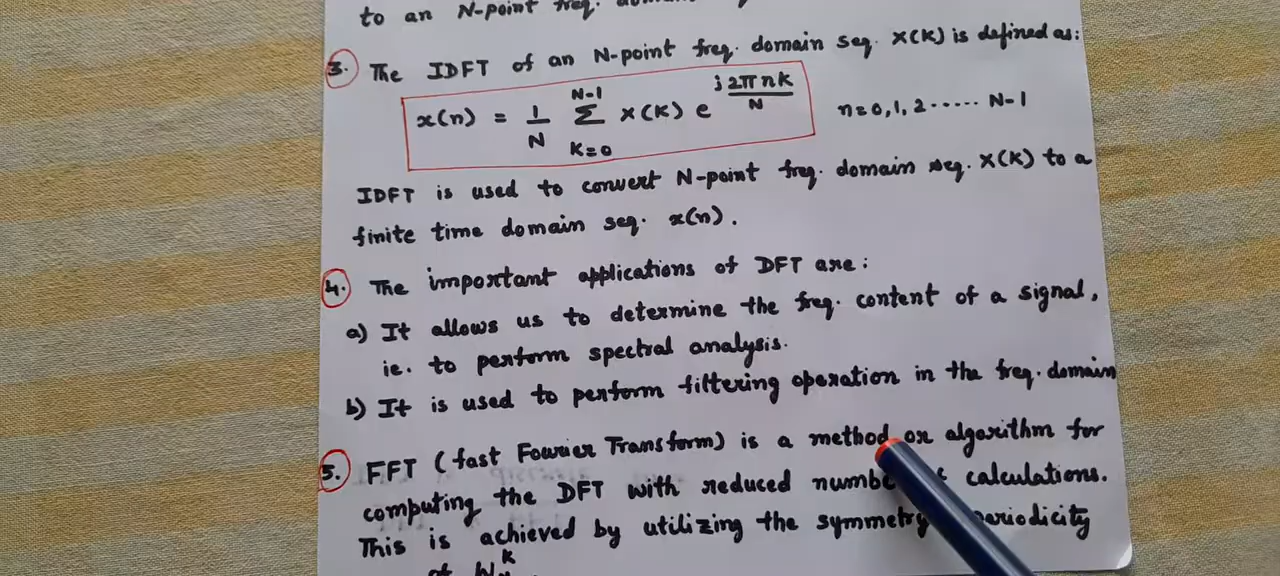 to an N-point freq. domain
3. The IDFT of an N-point freq. domain seq. X(K) is defined as:
x(n) = 1/N Σ_{K=0}^{N-1} X(K) e^{j2πnk/N} n=0,1,2..... N-1
IDFT is used to convert N-point freq. domain seq. X(K) to a
finite time domain seq. x(n).
4. The important applications of DFT are:
a) It allows us to determine the freq. content of a signal,
ie. to perform spectral analysis.
b) It is used to perform filtering operation in the freq. domain
5. FFT (fast Fourier Transform) is a method or algorithm for
computing the DFT with reduced calculations.
This is achieved by utilizing the symmetry periodicity